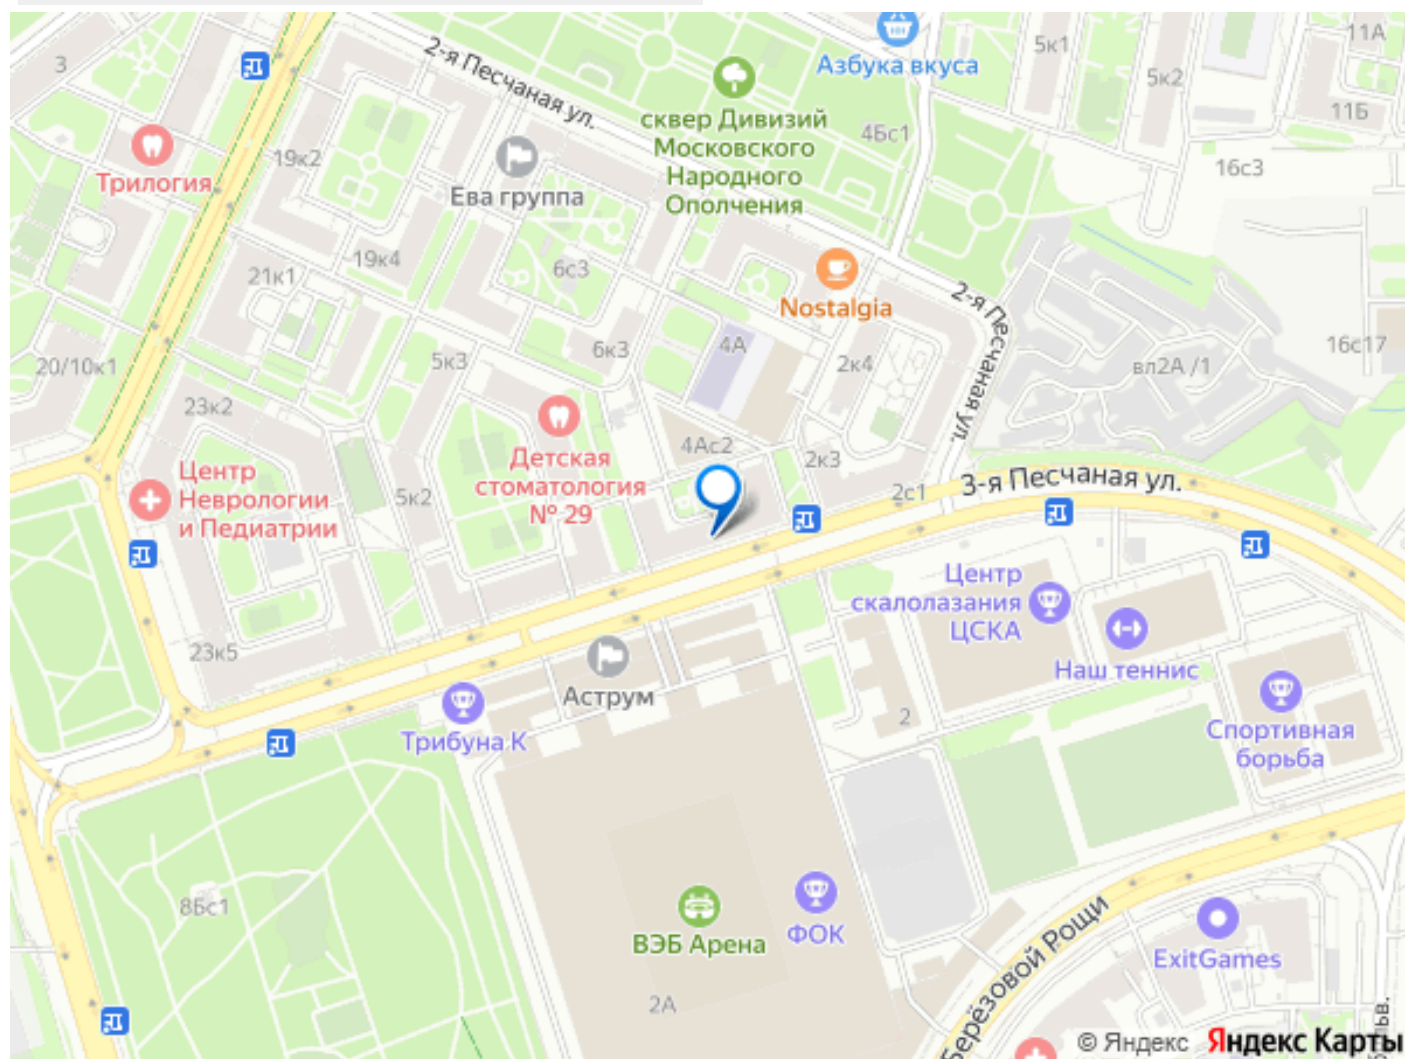 3
2-я Песчаная ул.
Азбука вкуса
5к1
11А
5к2
11Б
сквер Дивизий
Московского
Народного
Ополчения
4Бс1
16с3
Трилогия
19к2
Ева группа
19к4
6с3
21к1
Nostalgia
2-я Песчаная ул.
20/10к1
5к3
6к3
4А
2к4
вл2А /1
16с17
23к2
4Ас2
2к3
Детская
стоматология
№ 29
Центр
Неврологии
и Педиатрии
5к2
2с1
3-я Песчаная ул.
Центр
скалолазания
ЦСКА
Наш теннис
23к5
Аструм
Трибуна К
2
Спортивная
борьба
8Бс1
ВЭБ Арена
ФОК
2А
Берёзовой Рощи
ExitGames
© Яндекс Яндекс Карты